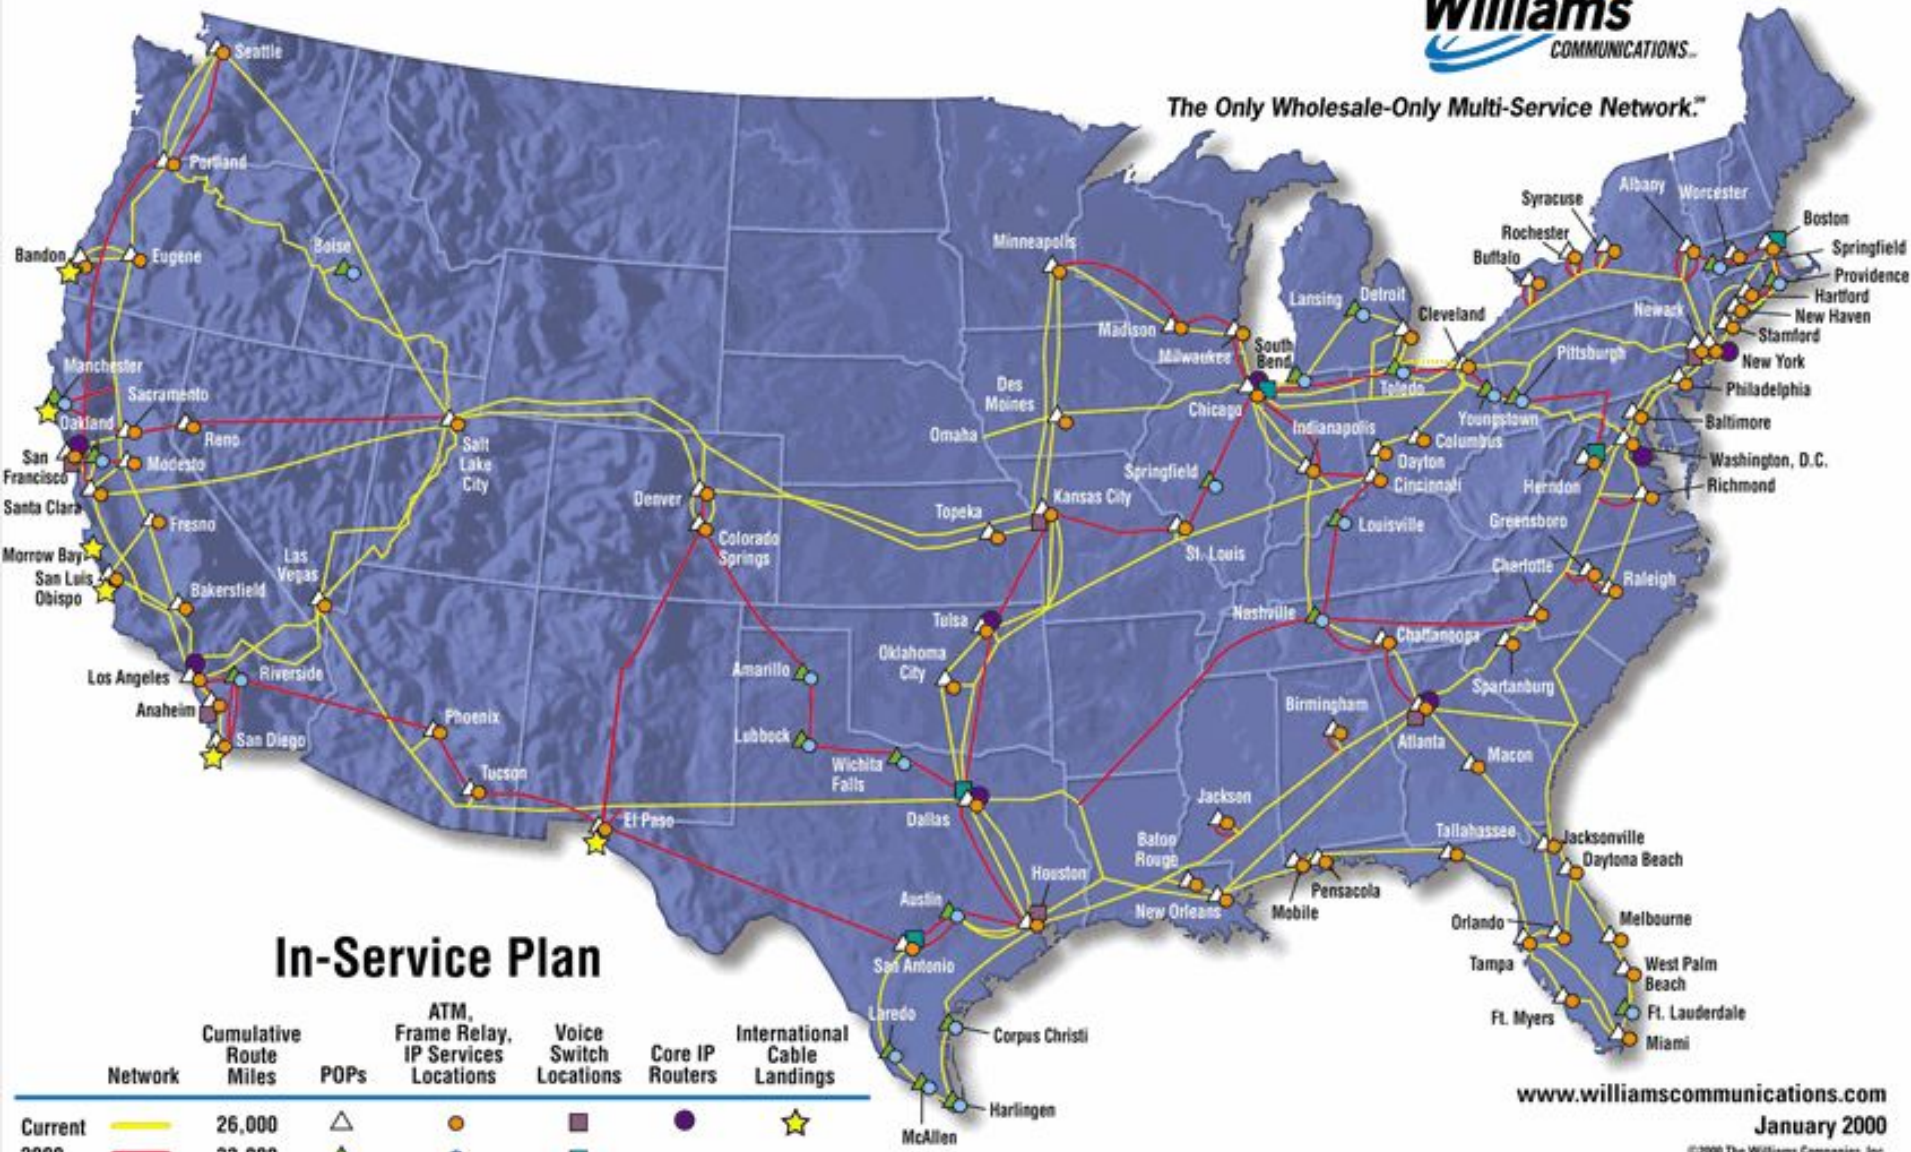 Williams
COMMUNICATIONS
The Only Wholesale-Only Multi-Service Network.
Seattle
Portland
Bandon
Eugene
Boise
Manchester
Sacramento
Oakland
Reno
San
Francisco
Modesto
Santa Clara
Salt
Lake
City
Fresno
Morrow Bay
San Luis
Obispo
Las
Vegas
Bakersfield
Los Angeles
Riverside
Anaheim
San Diego
Phoenix
Tucson
El Paso
Denver
Colorado
Springs
Amarillo
Lubbock
Wichita
Falls
Dallas
Austin
San Antonio
Houston
Laredo
Corpus Christi
McAllen
Harlingen
Minneapolis
Des
Moines
Omaha
Topeka
Kansas City
Tulsa
Oklahoma
City
Madison
Milwaukee
Chicago
South
Bend
Springfield
St. Louis
Lansing
Detroit
Toledo
Cleveland
Indianapolis
Columbus
Dayton
Cincinnati
Louisville
Nashville
Chattanooga
Birmingham
Jackson
Baton
Rouge
New Orleans
Mobile
Pensacola
Tallahassee
Atlanta
Macon
Spartanburg
Charlotte
Greensboro
Raleigh
Richmond
Herndon
Washington, D.C.
Baltimore
Philadelphia
Pittsburgh
Youngstown
Newark
New York
Stamford
New Haven
Hartford
Providence
Springfield
Boston
Worcester
Albany
Syracuse
Rochester
Buffalo
Jacksonville
Daytona Beach
Orlando
Tampa
Melbourne
West Palm
Beach
Ft. Myers
Ft. Lauderdale
Miami
In-Service Plan
Network
Cumulative
Route
Miles
POPs
ATM,
Frame Relay,
IP Services
Locations
Voice
Switch
Locations
Core IP
Routers
International
Cable
Landings
Current
26,000
www.williamscommunications.com
January 2000